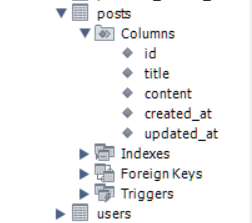 posts
Columns
id
title
content
created_at
updated_at
Indexes
Foreign Keys
Triggers
users